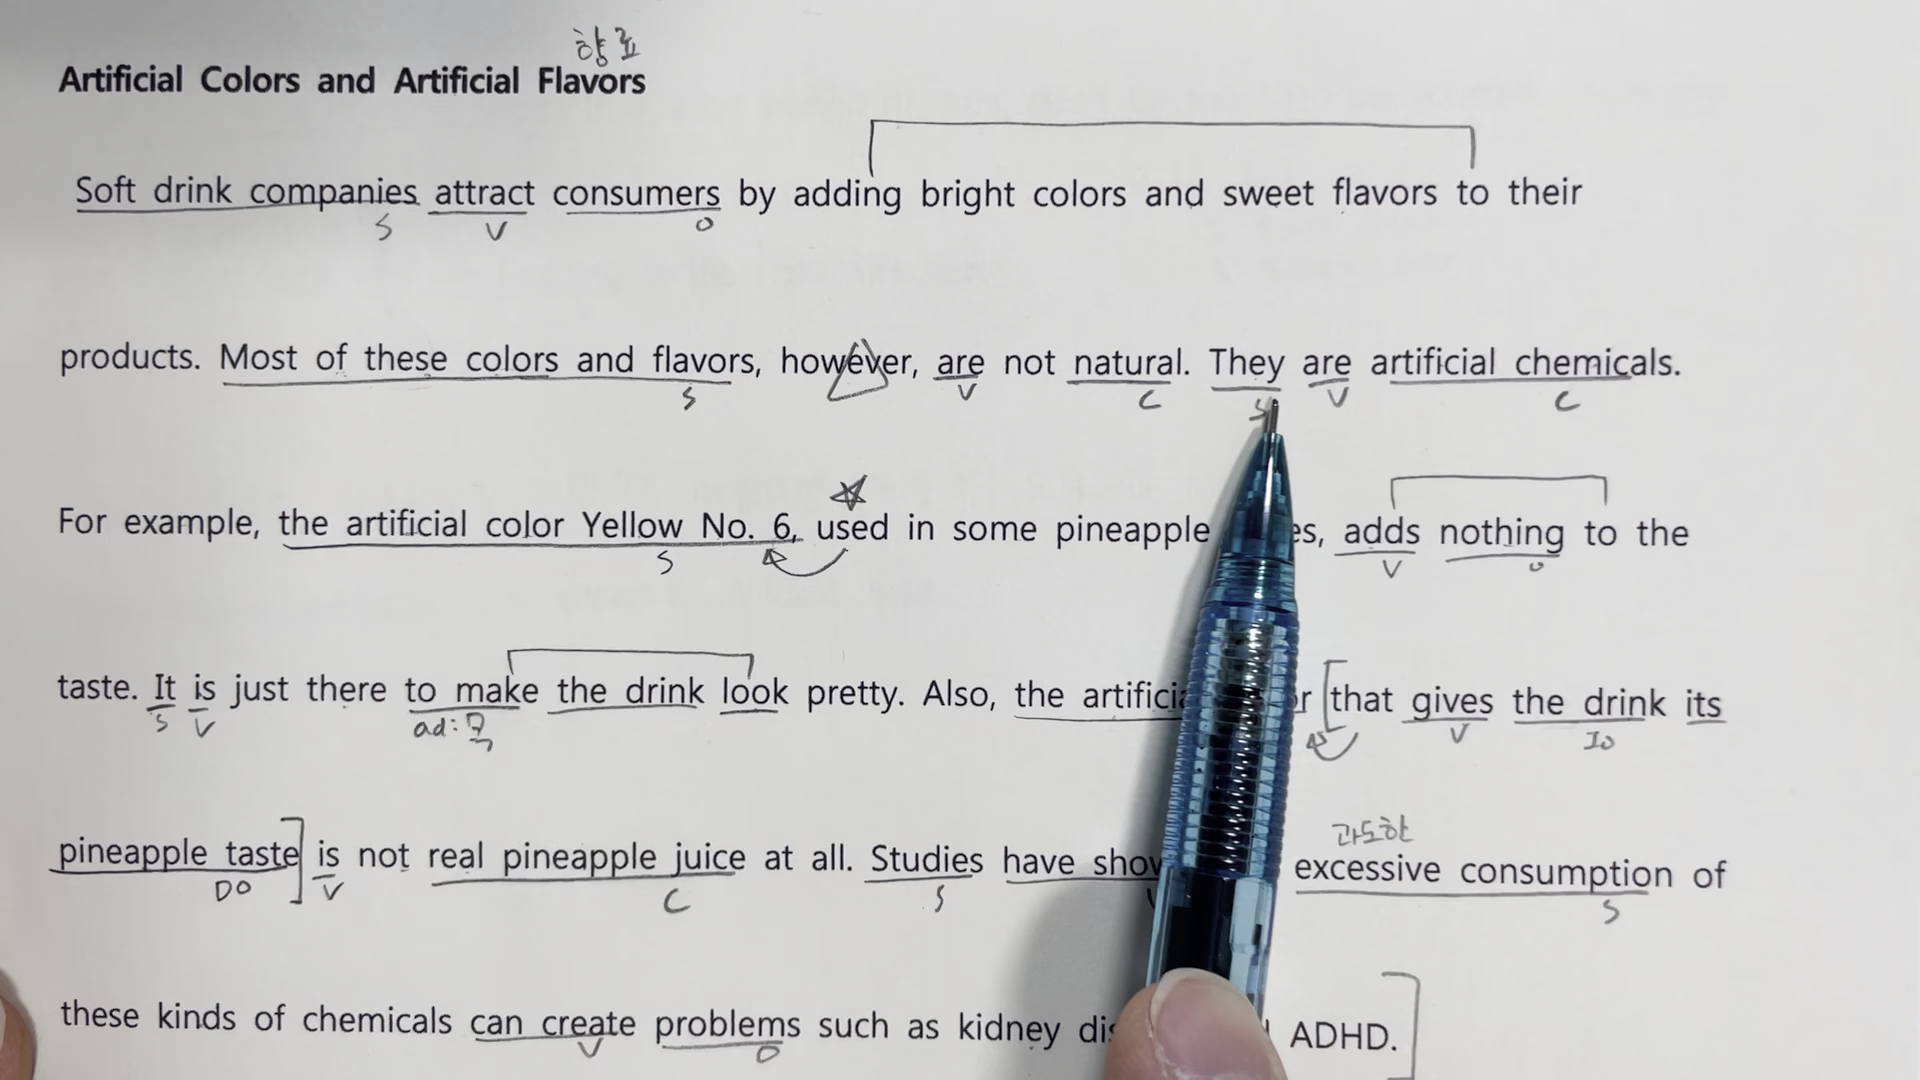 향료
Artificial Colors and Artificial Flavors
Soft drink companies attract consumers by adding bright colors and sweet flavors to their
S V O
products. Most of these colors and flavors, however, are not natural. They are artificial chemicals.
S V C S V C
For example, the artificial color Yellow No. 6, used in some pineapple adds nothing to the
S V O
taste. It is just there to make the drink look pretty. Also, the that gives the drink its
S V ad: V IO
pineapple taste] is not real pineapple juice at all. Studies have excessive consumption of
과도한
DO V C S S
these kinds of chemicals can create problems such as kidney ADHD.]
V O